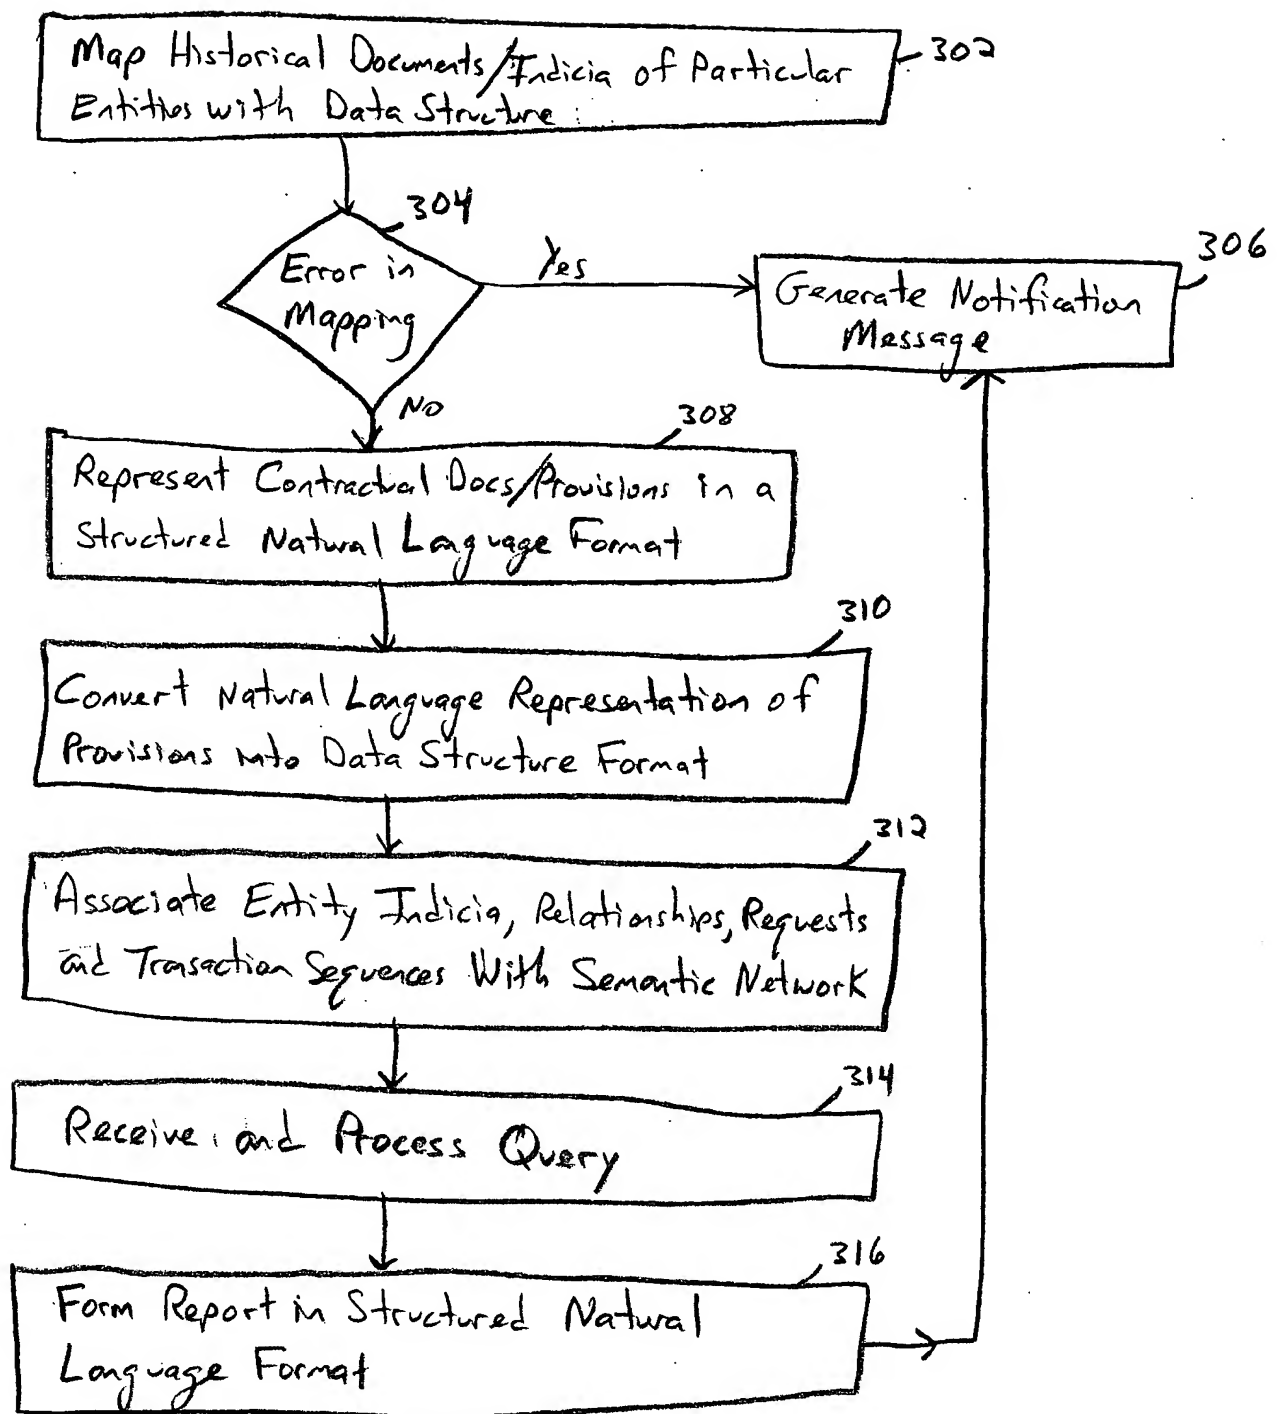 Map Historical Documents/Indicia of Particular
Entities with Data Structure
302
304
Error in
Mapping
Yes
306
Generate Notification
Message
No
308
Represent Contractual Docs/Provisions in a
Structured Natural Language Format
310
Convert Natural Language Representation of
Provisions into Data Structure Format
312
Associate Entity Indicia, Relationships, Requests
and Transaction Sequences With Semantic Network
314
Receive and Process Query
316
Form Report in Structured Natural
Language Format